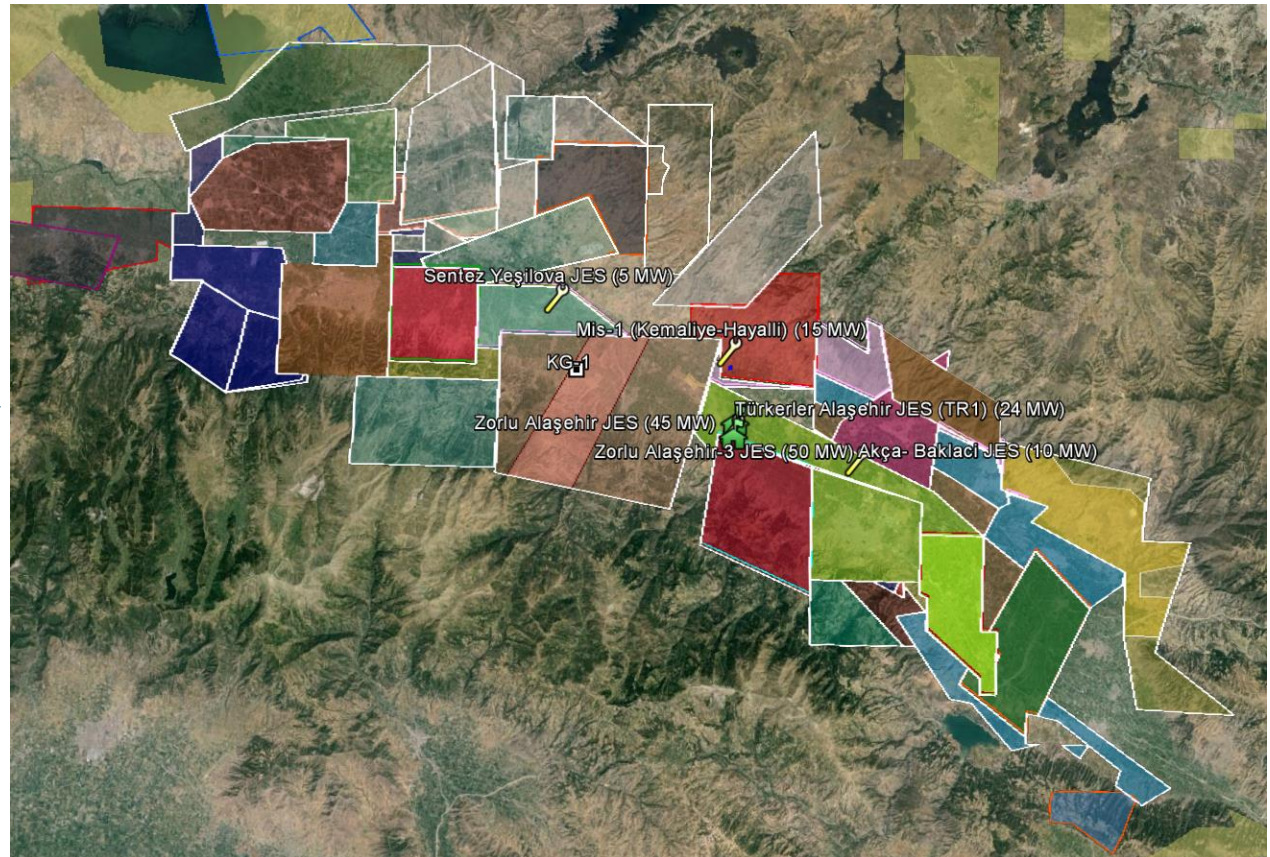 Sentez Yeşilova JES (5 MW)
Mis-1 (Kemaliye-Hayalli) (15 MW)
KG-1
Türkerler Alaşehir JES (TR1) (24 MW)
Zorlu Alaşehir JES (45 MW)
Zorlu Alaşehir-3 JES (50 MW)
Akça- Baklaci JES (10 MW)